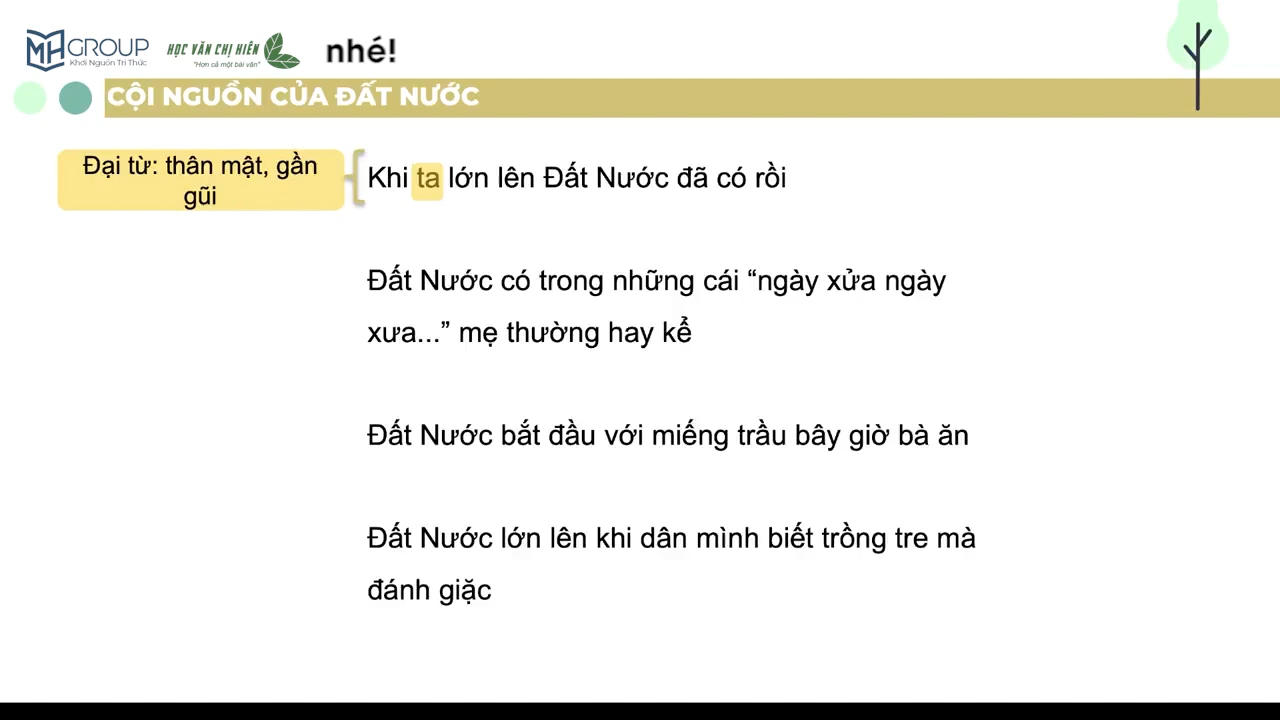 MH GROUP
Khơi Nguồn Tri Thức
HỌC VĂN CHỊ HIÊN
"Hơn cả một bài văn"
nhé!
CỘI NGUỒN CỦA ĐẤT NƯỚC
Đại từ: thân mật, gần
gũi
Khi ta lớn lên Đất Nước đã có rồi
Đất Nước có trong những cái “ngày xửa ngày
xưa...” mẹ thường hay kể
Đất Nước bắt đầu với miếng trầu bây giờ bà ăn
Đất Nước lớn lên khi dân mình biết trồng tre mà
đánh giặc